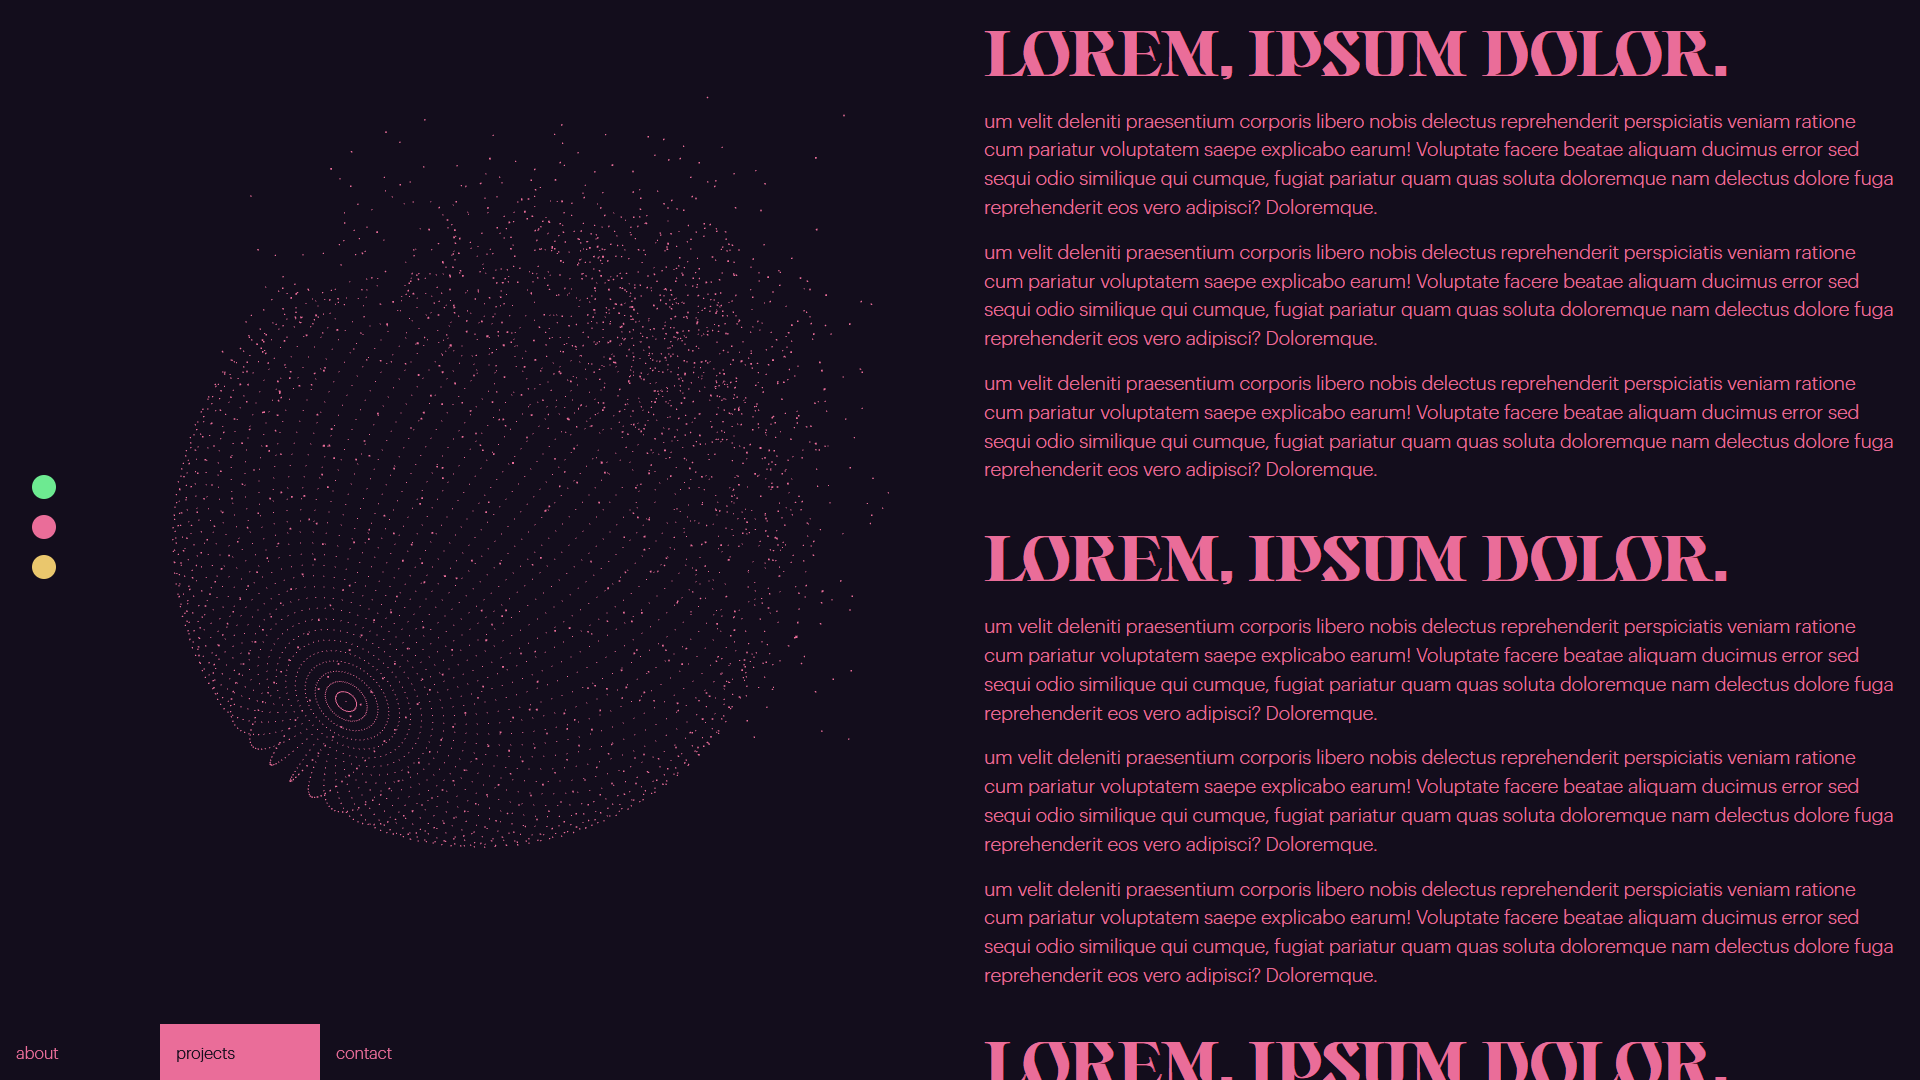 LOREM, IPSUM DOLOR.
um velit deleniti praesentium corporis libero nobis delectus reprehenderit perspiciatis veniam ratione
cum pariatur voluptatem saepe explicabo earum! Voluptate facere beatae aliquam ducimus error sed
sequi odio similique qui cumque, fugiat pariatur quam quas soluta doloremque nam delectus dolore fuga
reprehenderit eos vero adipisci? Doloremque.
um velit deleniti praesentium corporis libero nobis delectus reprehenderit perspiciatis veniam ratione
cum pariatur voluptatem saepe explicabo earum! Voluptate facere beatae aliquam ducimus error sed
sequi odio similique qui cumque, fugiat pariatur quam quas soluta doloremque nam delectus dolore fuga
reprehenderit eos vero adipisci? Doloremque.
um velit deleniti praesentium corporis libero nobis delectus reprehenderit perspiciatis veniam ratione
cum pariatur voluptatem saepe explicabo earum! Voluptate facere beatae aliquam ducimus error sed
sequi odio similique qui cumque, fugiat pariatur quam quas soluta doloremque nam delectus dolore fuga
reprehenderit eos vero adipisci? Doloremque.
LOREM, IPSUM DOLOR.
um velit deleniti praesentium corporis libero nobis delectus reprehenderit perspiciatis veniam ratione
cum pariatur voluptatem saepe explicabo earum! Voluptate facere beatae aliquam ducimus error sed
sequi odio similique qui cumque, fugiat pariatur quam quas soluta doloremque nam delectus dolore fuga
reprehenderit eos vero adipisci? Doloremque.
um velit deleniti praesentium corporis libero nobis delectus reprehenderit perspiciatis veniam ratione
cum pariatur voluptatem saepe explicabo earum! Voluptate facere beatae aliquam ducimus error sed
sequi odio similique qui cumque, fugiat pariatur quam quas soluta doloremque nam delectus dolore fuga
reprehenderit eos vero adipisci? Doloremque.
um velit deleniti praesentium corporis libero nobis delectus reprehenderit perspiciatis veniam ratione
cum pariatur voluptatem saepe explicabo earum! Voluptate facere beatae aliquam ducimus error sed
sequi odio similique qui cumque, fugiat pariatur quam quas soluta doloremque nam delectus dolore fuga
reprehenderit eos vero adipisci? Doloremque.
LOREM, IPSUM DOLOR.
about
projects
contact